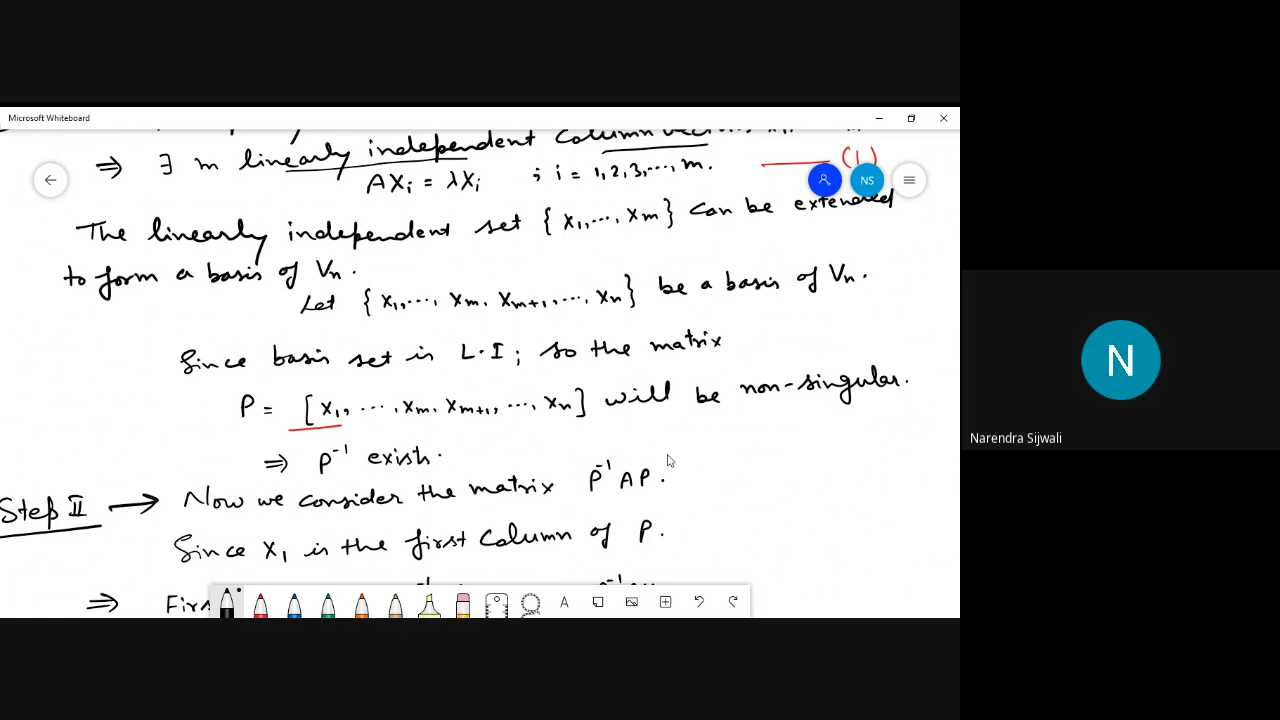 Microsoft Whiteboard
⇒ ∃ m linearly independent column vectors
AXᵢ = λXᵢ ; i = 1,2,3,...,m. —— (1)
NS
The linearly independent set {X₁,..., Xm} can be extended
to form a basis of Vn.
Let {X₁,..., Xm, Xm+1,..., Xn} be a basis of Vn.
Since basis set is L.I; so the matrix
P = [X₁, ..., Xm, Xm+1, ..., Xn] will be non-singular.
⇒ P⁻¹ exists.
Step II → Now we consider the matrix P⁻¹AP.
Since X₁ is the first column of P.
⇒
N
Narendra Sijwali